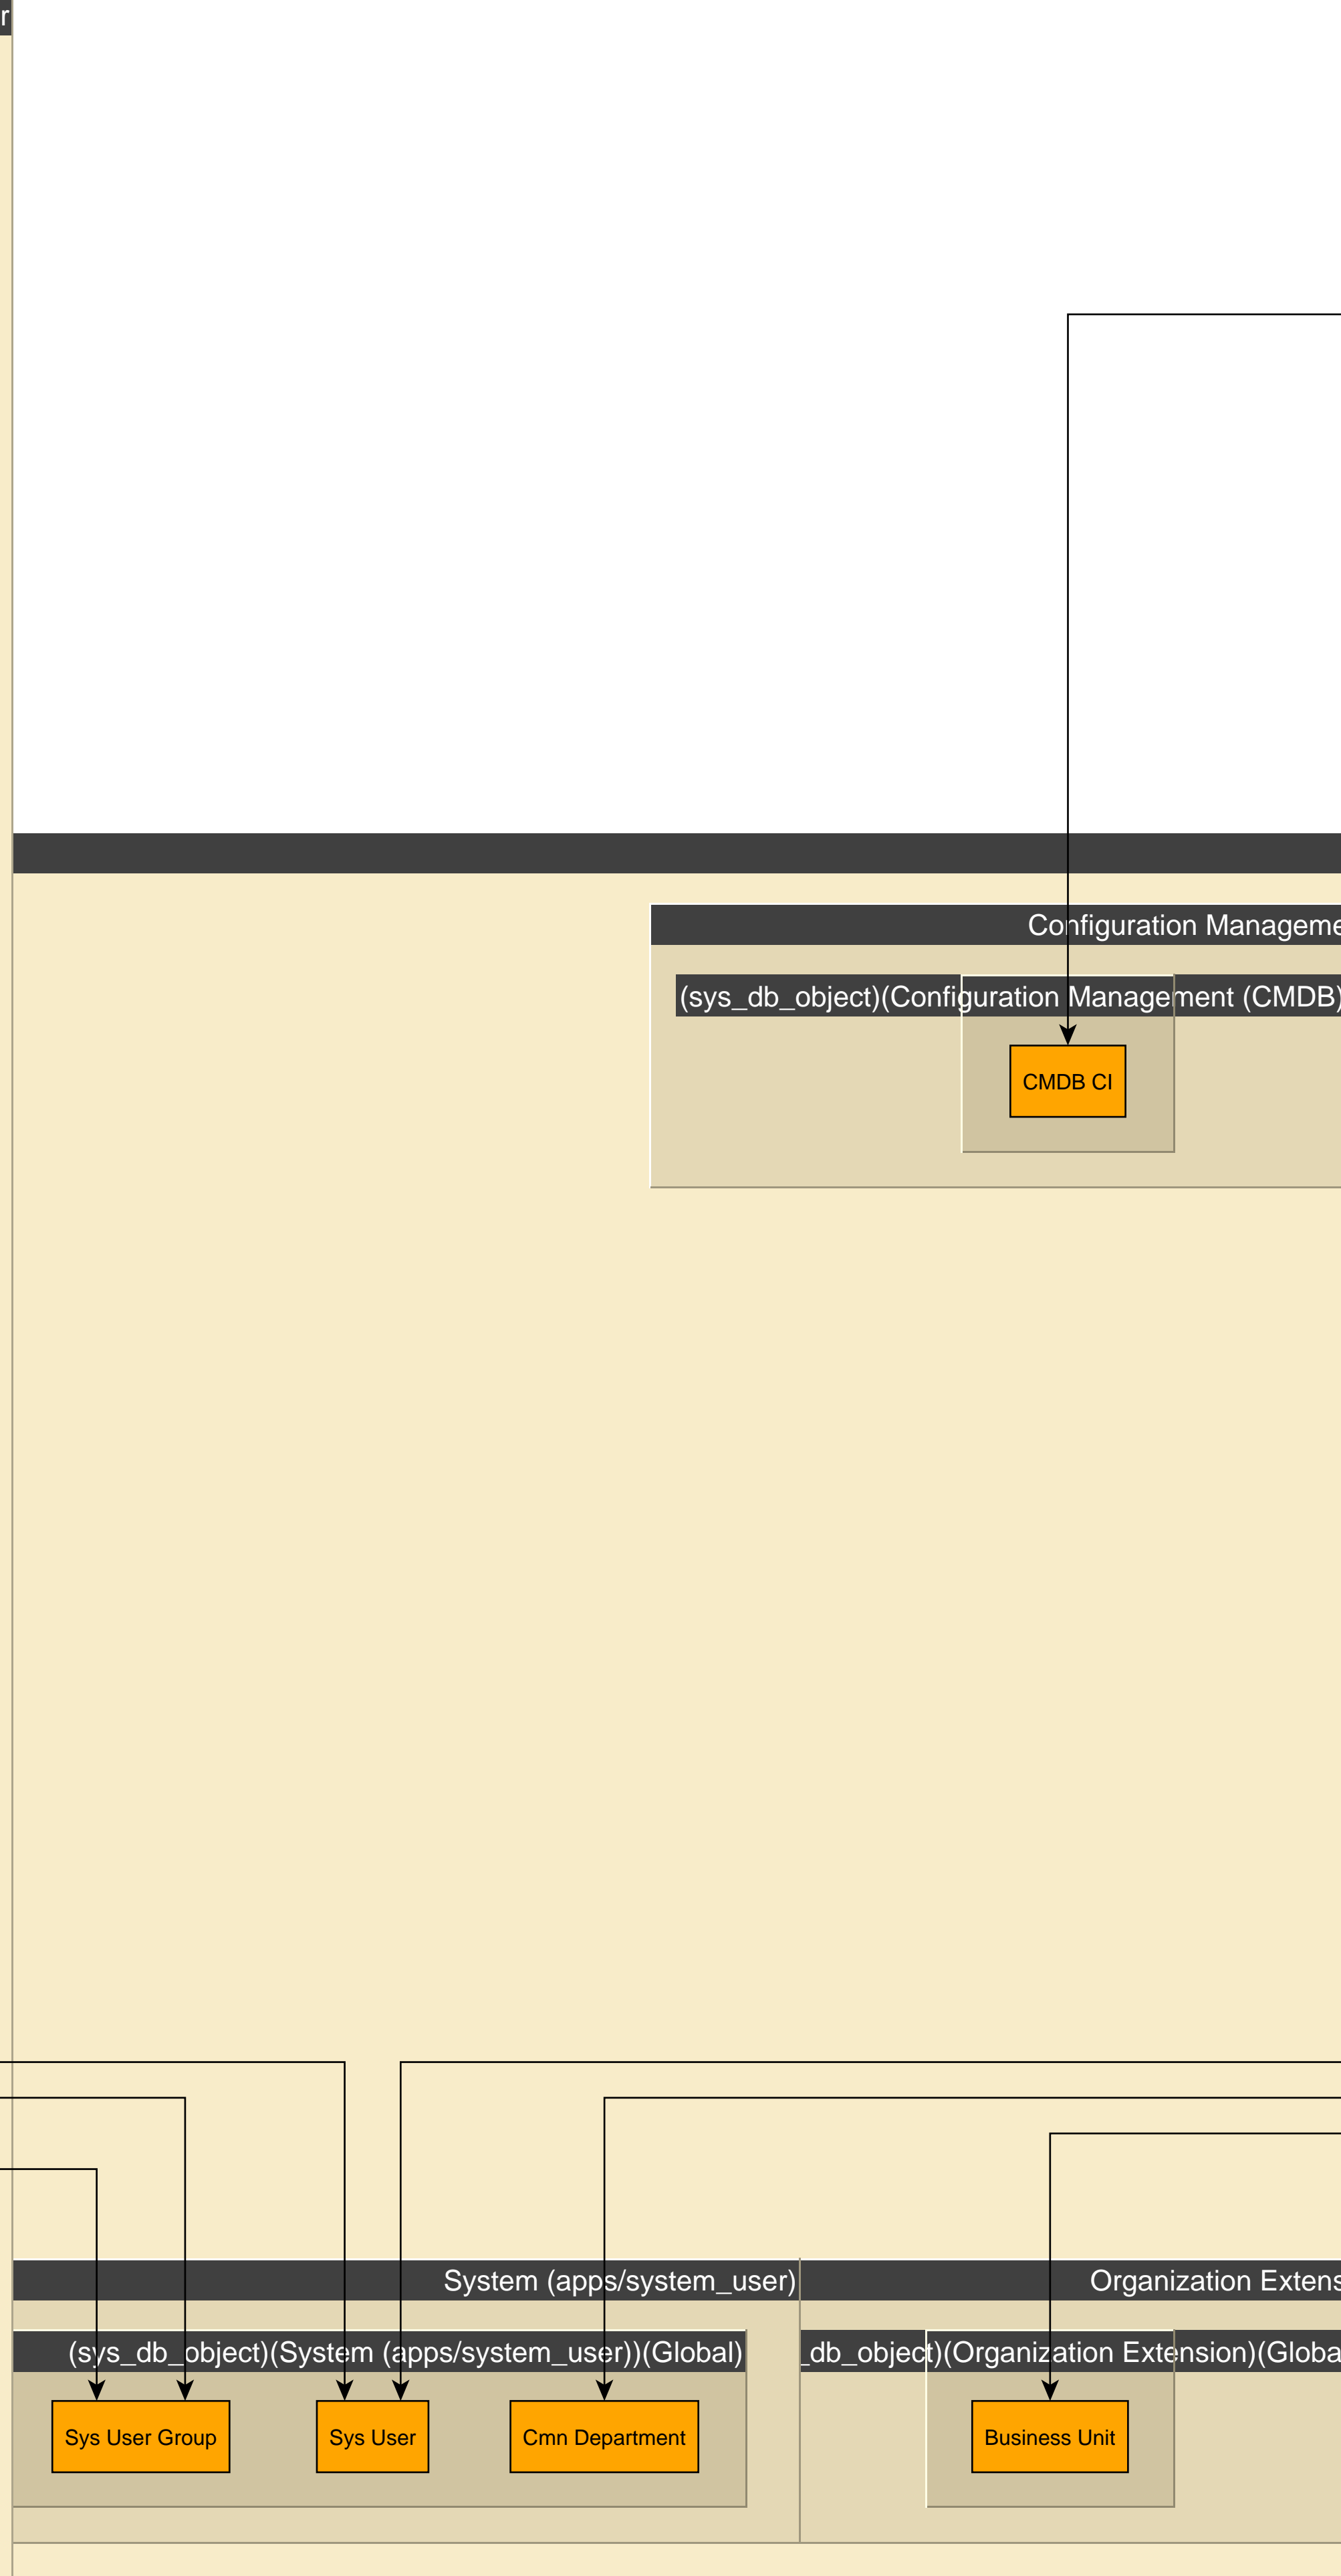 r
Configuration Manageme
(sys_db_object)(Configuration Management (CMDB)
CMDB CI
System (apps/system_user)
Organization Extens
(sys_db_object)(System (apps/system_user))(Global)
_db_object)(Organization Extension)(Globa
Sys User Group
Sys User
Cmn Department
Business Unit